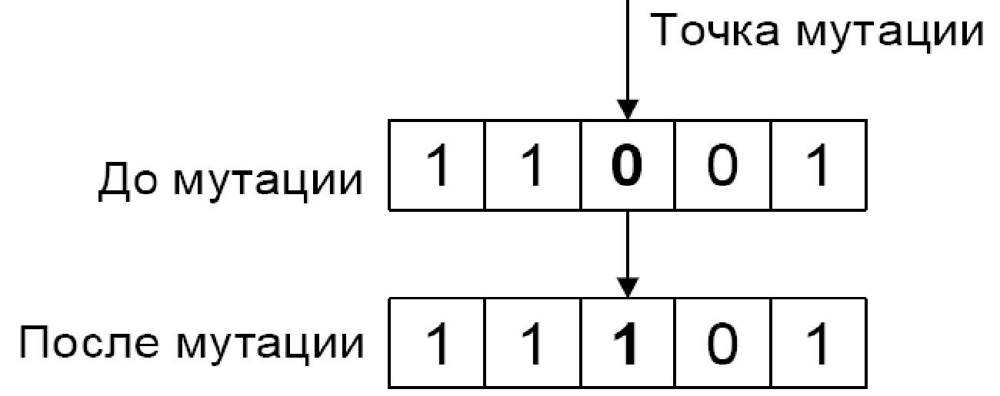 Точка мутации
До мутации 1 1 0 0 1
После мутации 1 1 1 0 1